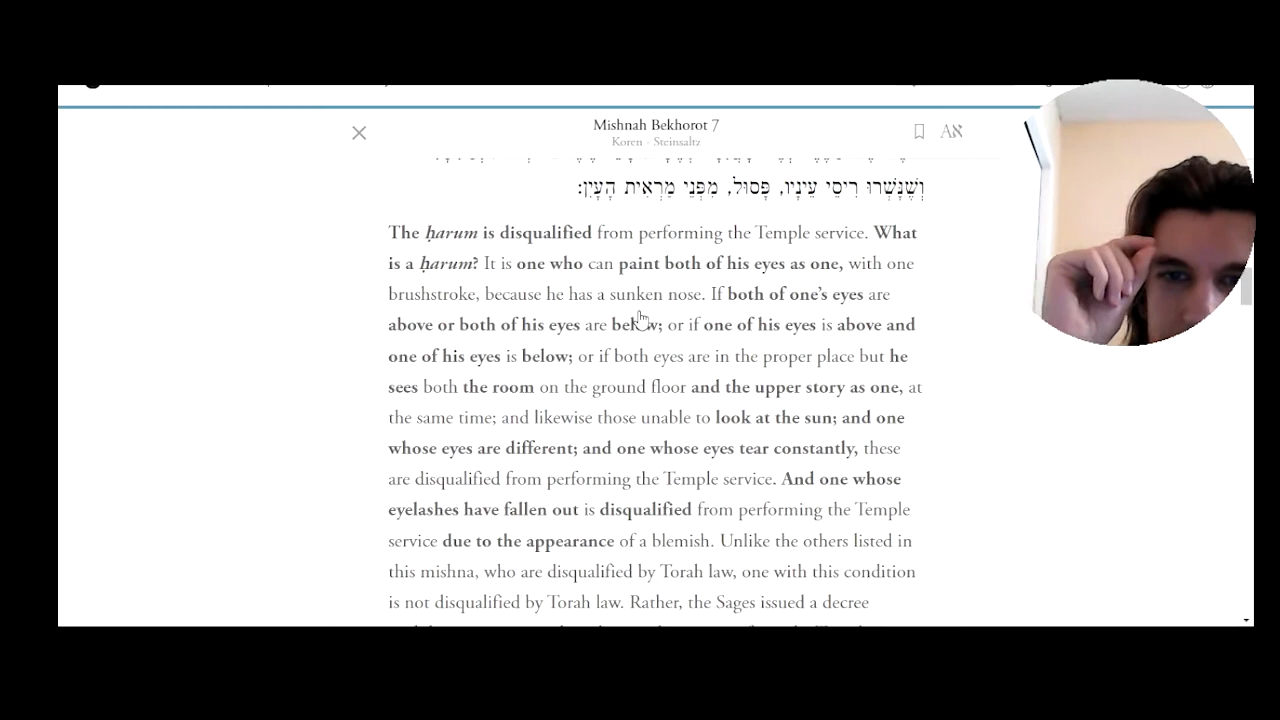 Mishnah Bekhorot 7
Koren - Steinsaltz
וְשֶׁנָּשְׁרוּ רִיסֵי עֵינָיו, פָּסוּל, מִפְּנֵי מַרְאִית הָעָיִן:
The ḥarum is disqualified from performing the Temple service. What
is a ḥarum? It is one who can paint both of his eyes as one, with one
brushstroke, because he has a sunken nose. If both of one’s eyes are
above or both of his eyes are below; or if one of his eyes is above and
one of his eyes is below; or if both eyes are in the proper place but he
sees both the room on the ground floor and the upper story as one, at
the same time; and likewise those unable to look at the sun; and one
whose eyes are different; and one whose eyes tear constantly, these
are disqualified from performing the Temple service. And one whose
eyelashes have fallen out is disqualified from performing the Temple
service due to the appearance of a blemish. Unlike the others listed in
this mishna, who are disqualified by Torah law, one with this condition
is not disqualified by Torah law. Rather, the Sages issued a decree